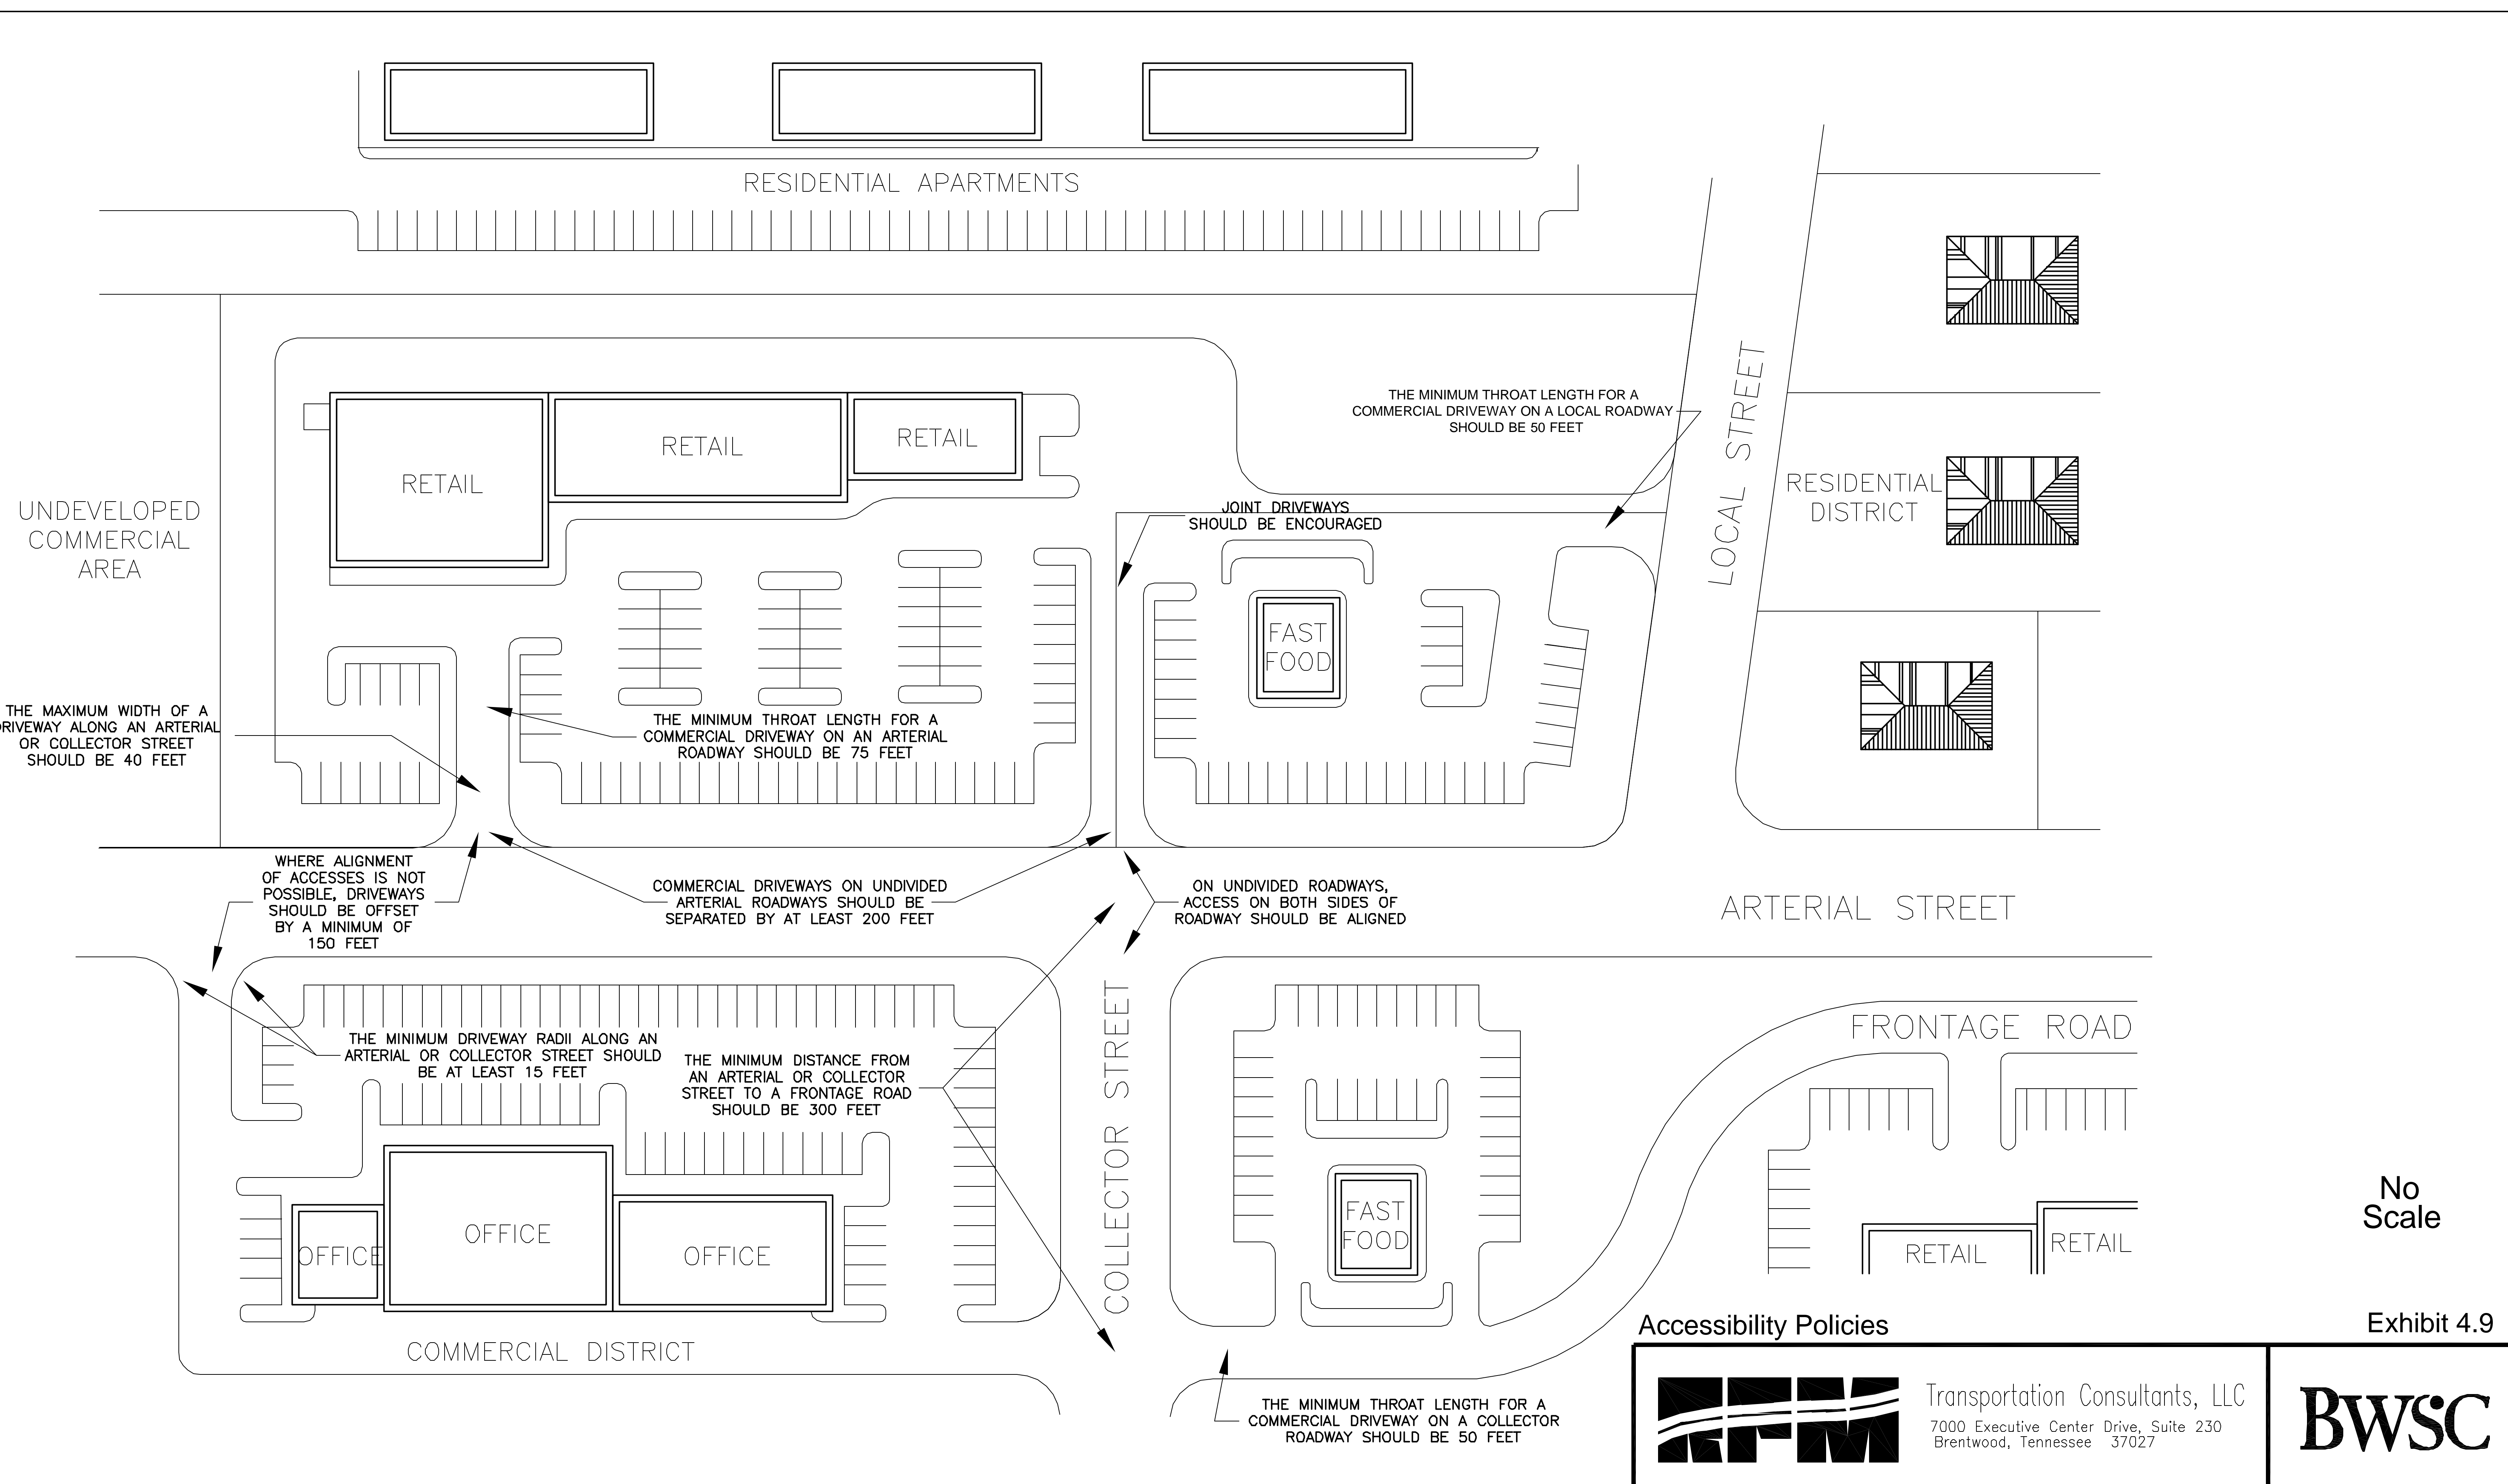 RESIDENTIAL APARTMENTS
THE MINIMUM THROAT LENGTH FOR A
COMMERCIAL DRIVEWAY ON A LOCAL ROADWAY
SHOULD BE 50 FEET
LOCAL STREET
RETAIL
RETAIL
RETAIL
UNDEVELOPED
COMMERCIAL
AREA
JOINT DRIVEWAYS
SHOULD BE ENCOURAGED
RESIDENTIAL
DISTRICT
FAST
FOOD
THE MAXIMUM WIDTH OF A
DRIVEWAY ALONG AN ARTERIAL
OR COLLECTOR STREET
SHOULD BE 40 FEET
THE MINIMUM THROAT LENGTH FOR A
COMMERCIAL DRIVEWAY ON AN ARTERIAL
ROADWAY SHOULD BE 75 FEET
WHERE ALIGNMENT
OF ACCESSES IS NOT
POSSIBLE, DRIVEWAYS
SHOULD BE OFFSET
BY A MINIMUM OF
150 FEET
COMMERCIAL DRIVEWAYS ON UNDIVIDED
ARTERIAL ROADWAYS SHOULD BE
SEPARATED BY AT LEAST 200 FEET
ON UNDIVIDED ROADWAYS,
ACCESS ON BOTH SIDES OF
ROADWAY SHOULD BE ALIGNED
ARTERIAL STREET
THE MINIMUM DRIVEWAY RADII ALONG AN
ARTERIAL OR COLLECTOR STREET SHOULD
BE AT LEAST 15 FEET
THE MINIMUM DISTANCE FROM
AN ARTERIAL OR COLLECTOR
STREET TO A FRONTAGE ROAD
SHOULD BE 300 FEET
COLLECTOR STREET
FRONTAGE ROAD
OFFICE
OFFICE
OFFICE
FAST
FOOD
RETAIL
RETAIL
No
Scale
COMMERCIAL DISTRICT
THE MINIMUM THROAT LENGTH FOR A
COMMERCIAL DRIVEWAY ON A COLLECTOR
ROADWAY SHOULD BE 50 FEET
Accessibility Policies
Exhibit 4.9
RPM
Transportation Consultants, LLC
7000 Executive Center Drive, Suite 230
Brentwood, Tennessee 37027
BWSC